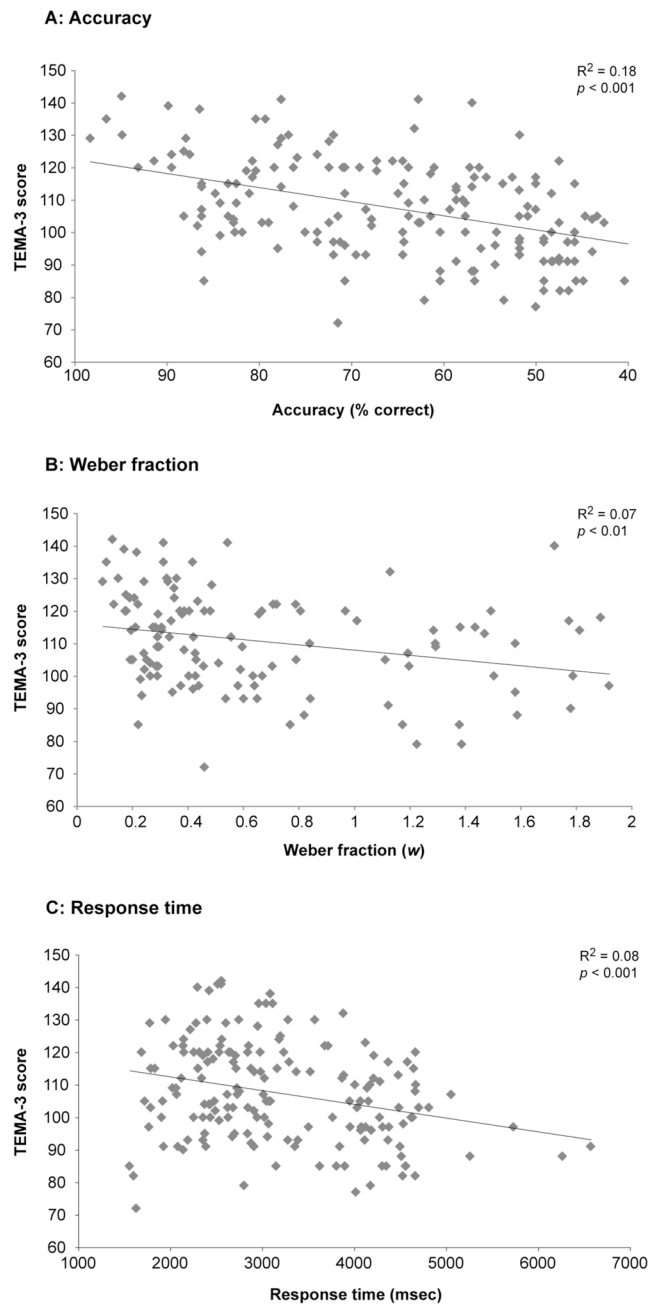 A: Accuracy
R² = 0.18
p < 0.001
150
140
130
120
110
100
90
80
70
60
TEMA-3 score
100 90 80 70 60 50 40
Accuracy (% correct)
B: Weber fraction
R² = 0.07
p < 0.01
150
140
130
120
110
100
90
80
70
60
TEMA-3 score
0 0.2 0.4 0.6 0.8 1 1.2 1.4 1.6 1.8 2
Weber fraction (w)
C: Response time
R² = 0.08
p < 0.001
150
140
130
120
110
100
90
80
70
60
TEMA-3 score
1000 2000 3000 4000 5000 6000 7000
Response time (msec)